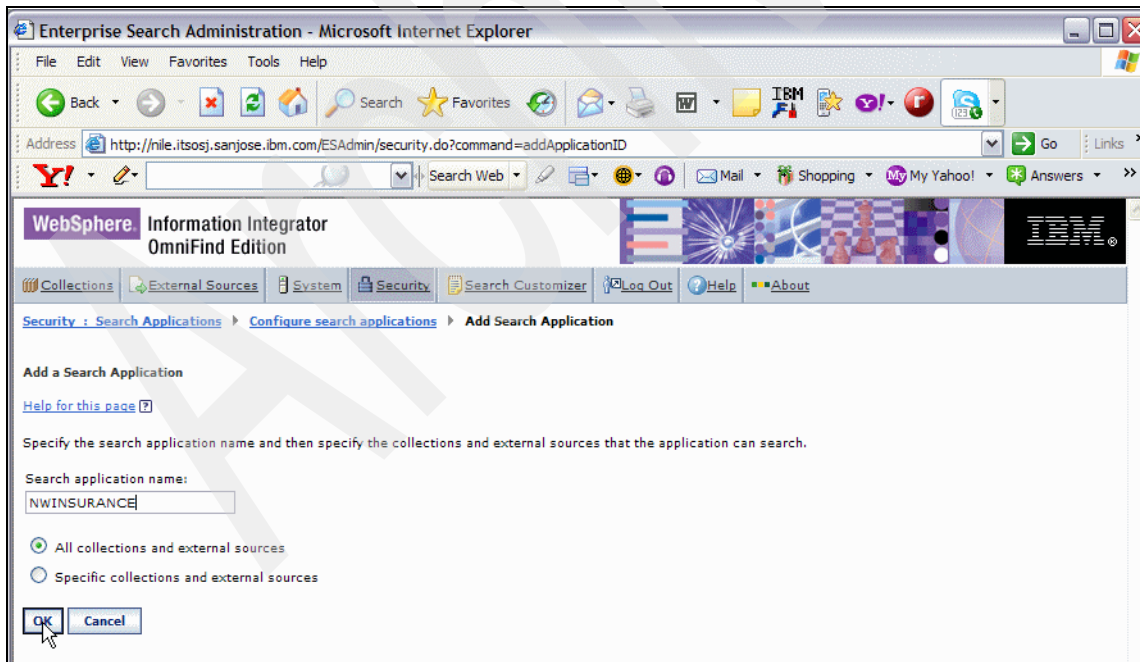 Enterprise Search Administration - Microsoft Internet Explorer
File Edit View Favorites Tools Help
Back Search Favorites W IBM Y!- r 123
Address http://nile.itsosj.sanjose.ibm.com/ESAdmin/security.do?command=addApplicationID Go Links »
Y! Search Web Mail Shopping My My Yahoo! Answers »
WebSphere. Information Integrator
OmniFind Edition
IBM®
Collections External Sources System Security Search Customizer Log Out ?Help About
Security : Search Applications Configure search applications Add Search Application
Add a Search Application
Help for this page ?
Specify the search application name and then specify the collections and external sources that the application can search.
Search application name:
NWINSURANCE
All collections and external sources
Specific collections and external sources
OK Cancel